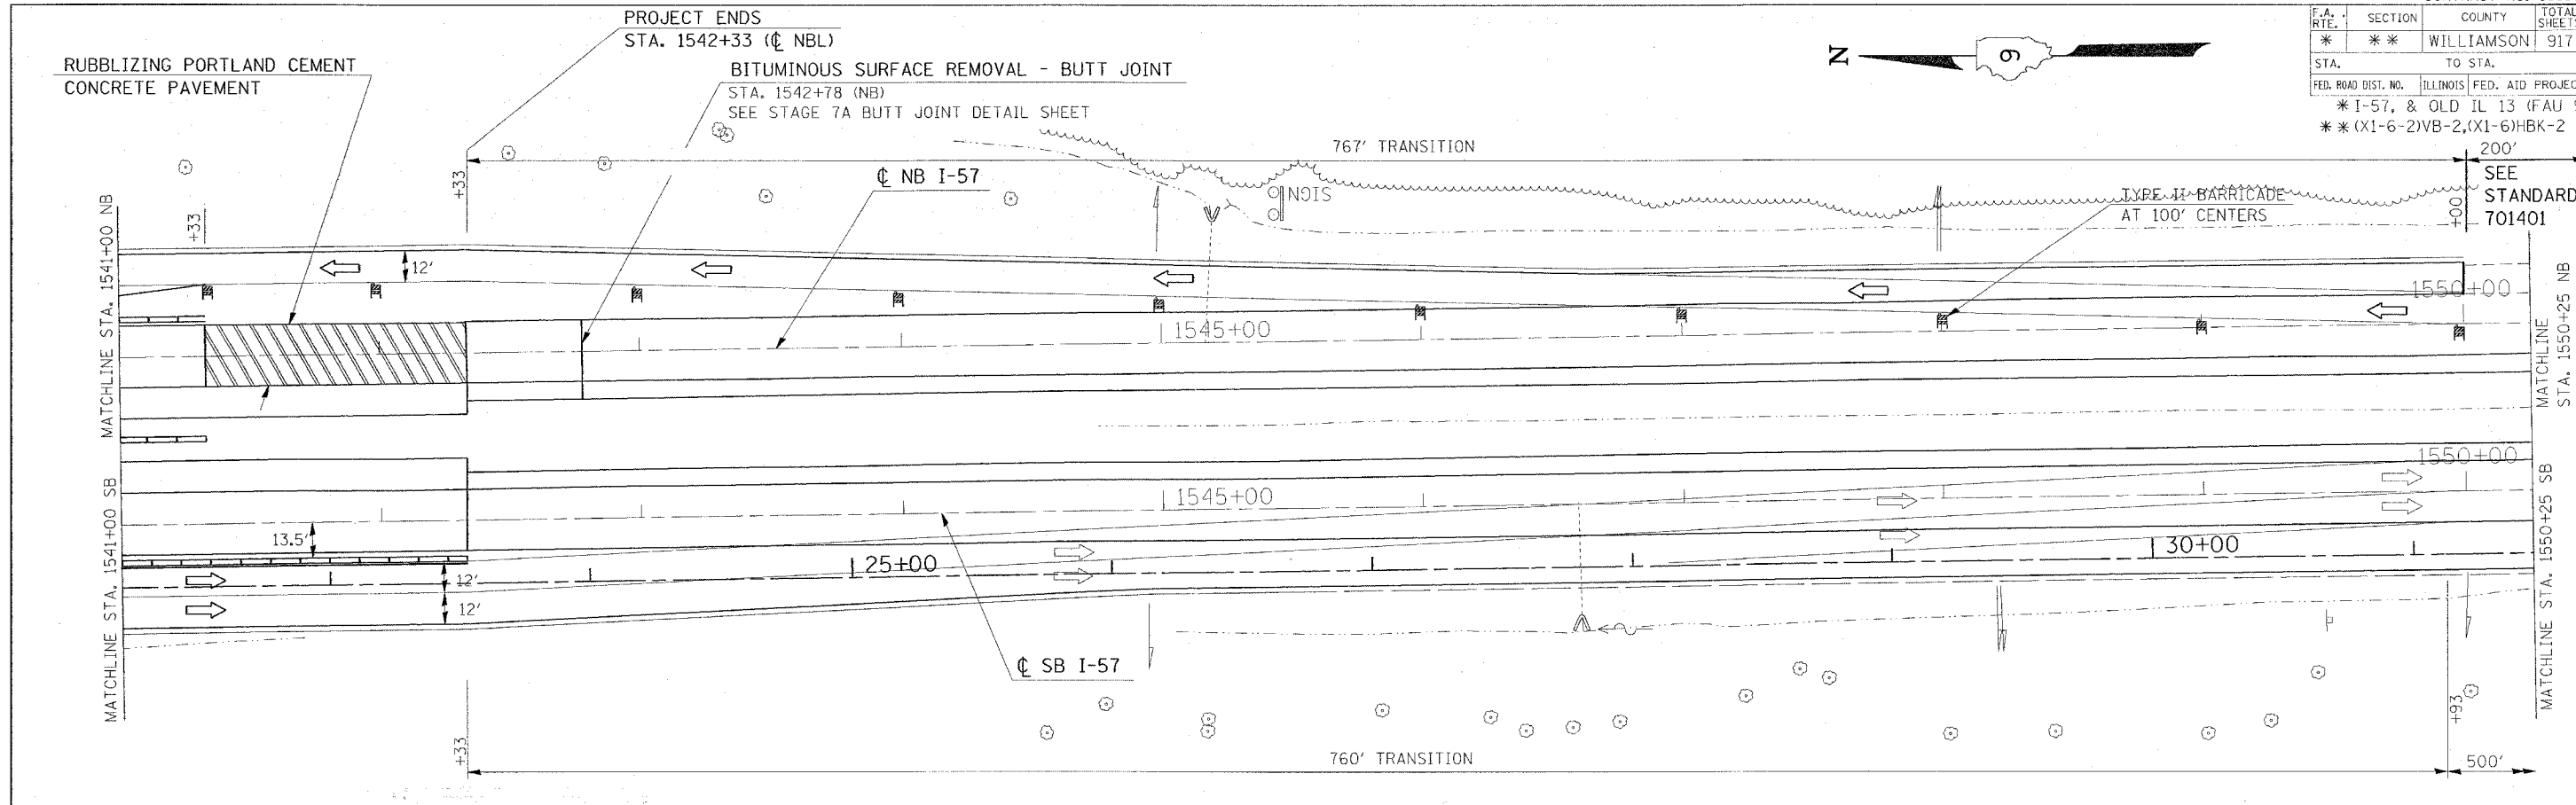 PROJECT ENDS
STA. 1542+33 (℄ NBL)
RUBBLIZING PORTLAND CEMENT
CONCRETE PAVEMENT
BITUMINOUS SURFACE REMOVAL - BUTT JOINT
STA. 1542+78 (NB)
SEE STAGE 7A BUTT JOINT DETAIL SHEET
N
6
F.A. RTE.
SECTION
COUNTY
TOTAL SHEETS
*
* *
WILLIAMSON
917
STA.
TO STA.
FED. ROAD DIST. NO.
ILLINOIS
FED. AID PROJEC
* I-57, & OLD IL 13 (FAU
* * (X1-6-2)VB-2,(X1-6)HBK-2
767' TRANSITION
200'
SEE
STANDARD
701401
+33
+33
℄ NB I-57
SIGN
TYPE II BARRICADE
AT 100' CENTERS
+00
MATCHLINE STA. 1541+00 NB
12'
1545+00
1550+00
MATCHLINE
STA. 1550+25 NB
MATCHLINE STA. 1541+00 SB
13.5'
12'
12'
1545+00
1550+00
25+00
30+00
MATCHLINE STA. 1550+25 SB
℄ SB I-57
+33
760' TRANSITION
+93
500'